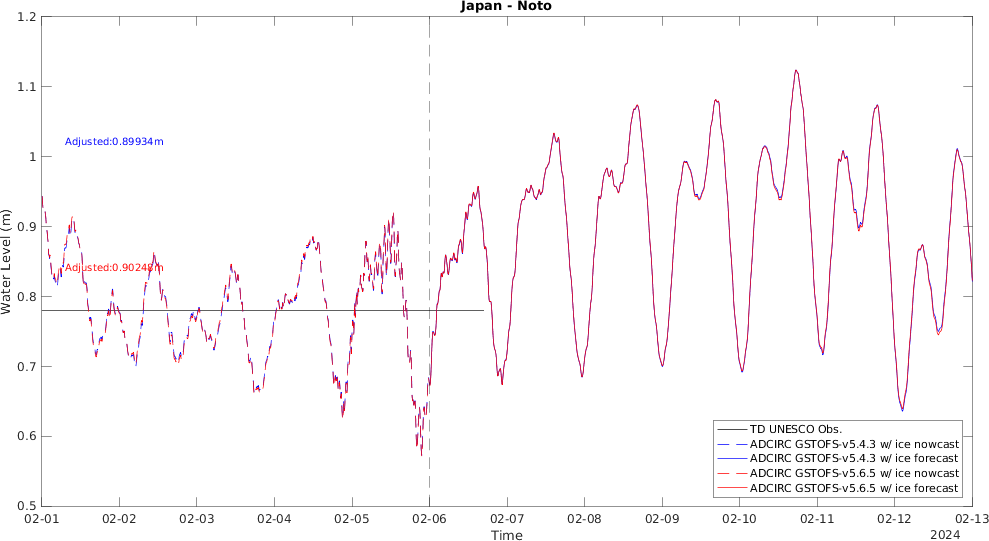 Japan - Noto
Water Level (m)
1.2
1.1
1
0.9
0.8
0.7
0.6
0.5
Adjusted:0.89934m
Adjusted:0.90248m
TD UNESCO Obs.
ADCIRC GSTOFS-v5.4.3 w/ ice nowcast
ADCIRC GSTOFS-v5.4.3 w/ ice forecast
ADCIRC GSTOFS-v5.6.5 w/ ice nowcast
ADCIRC GSTOFS-v5.6.5 w/ ice forecast
02-01 02-02 02-03 02-04 02-05 02-06 02-07 02-08 02-09 02-10 02-11 02-12 02-13
Time
2024